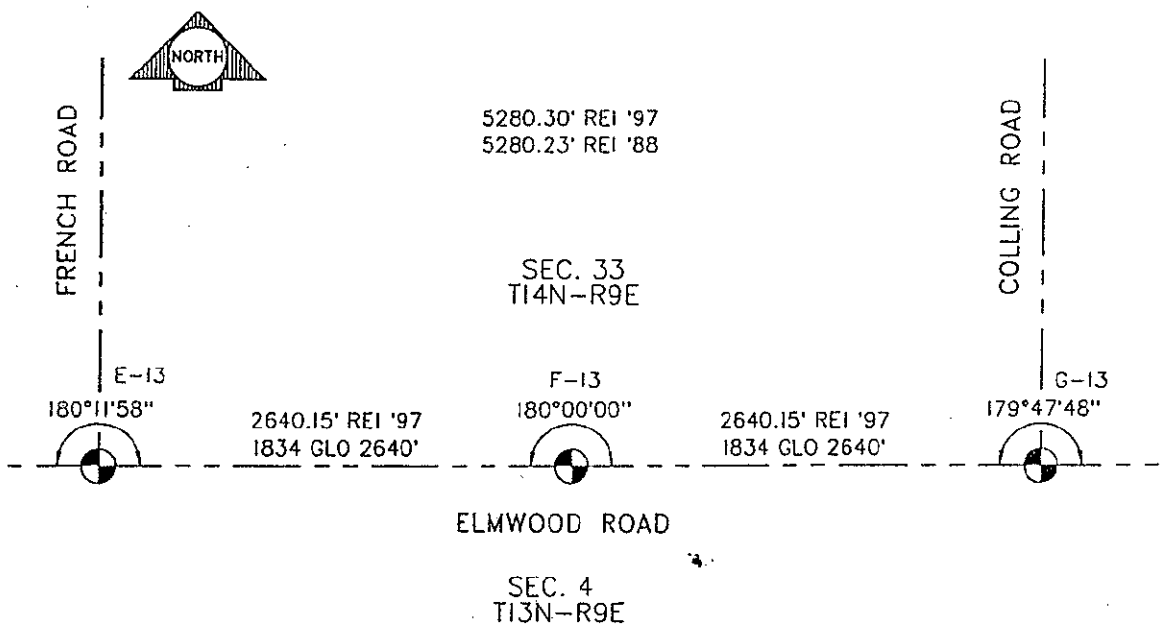 NORTH
5280.30' REI '97
5280.23' REI '88
FRENCH ROAD
COLLING ROAD
SEC. 33
T14N-R9E
E-13
180°11'58"
F-13
180°00'00"
G-13
179°47'48"
2640.15' REI '97
1834 GLO 2640'
2640.15' REI '97
1834 GLO 2640'
ELMWOOD ROAD
SEC. 4
T13N-R9E